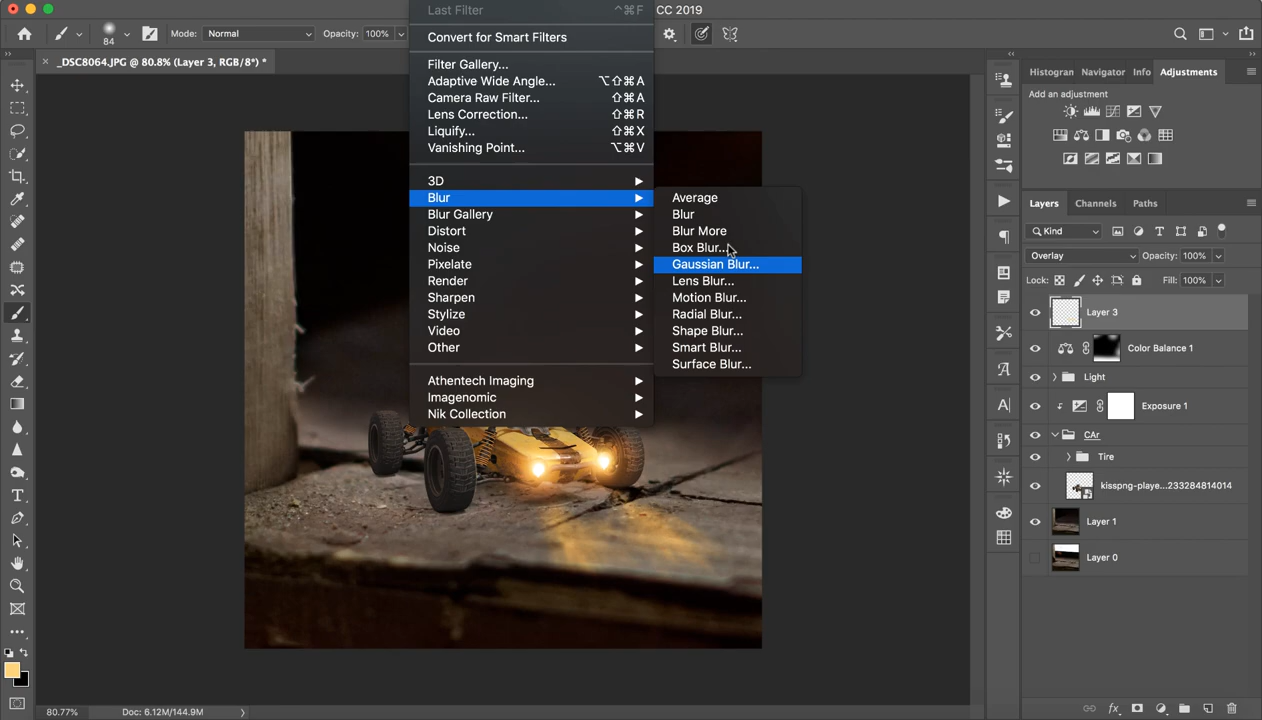 CC 2019
Last Filter ^⌘F
Convert for Smart Filters
Filter Gallery...
Adaptive Wide Angle... ⌥⇧⌘A
Camera Raw Filter... ⇧⌘A
Lens Correction... ⇧⌘R
Liquify... ⇧⌘X
Vanishing Point... ⌥⌘V
3D
Blur
Blur Gallery
Distort
Noise
Pixelate
Render
Sharpen
Stylize
Video
Other
Athentech Imaging
Imagenomic
Nik Collection
Average
Blur
Blur More
Box Blur...
Gaussian Blur...
Lens Blur...
Motion Blur...
Radial Blur...
Shape Blur...
Smart Blur...
Surface Blur...
84
Mode: Normal
Opacity: 100%
_DSC8064.JPG @ 80.8% (Layer 3, RGB/8*) *
Histogran Navigator Info Adjustments
Add an adjustment
Layers Channels Paths
Kind
Overlay Opacity: 100%
Lock: Fill: 100%
Layer 3
Color Balance 1
Light
Exposure 1
CAr
Tire
kisspng-playe...233284814014
Layer 1
Layer 0
fx
80.77% Doc: 6.12M/144.9M